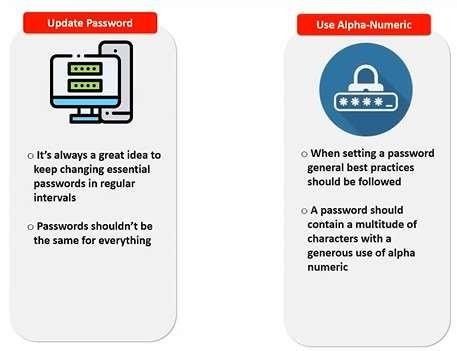 Update Password
o It's always a great idea to
keep changing essential
passwords in regular
intervals
o Passwords shouldn't be
the same for everything
Use Alpha-Numeric
****_
o When setting a password
general best practices
should be followed
o A password should
contain a multitude of
characters with a
generous use of alpha
numeric